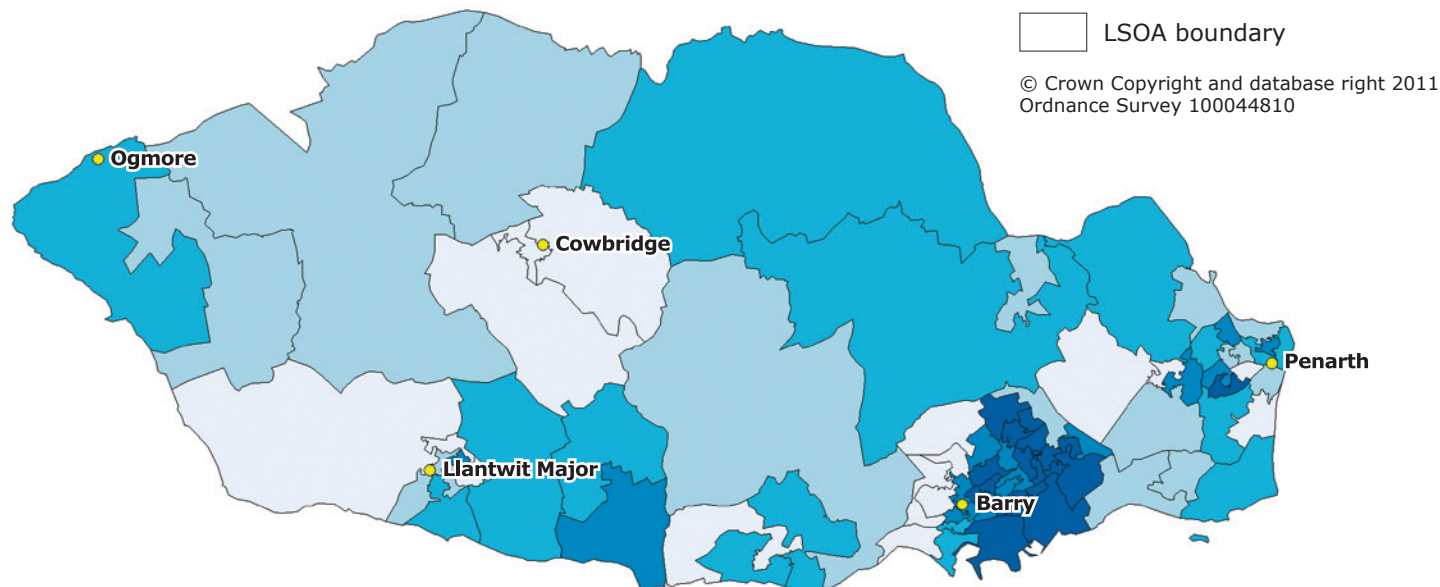 LSOA boundary
© Crown Copyright and database right 2011
Ordnance Survey 100044810
Ogmore
Cowbridge
Penarth
Llantwit Major
Barry